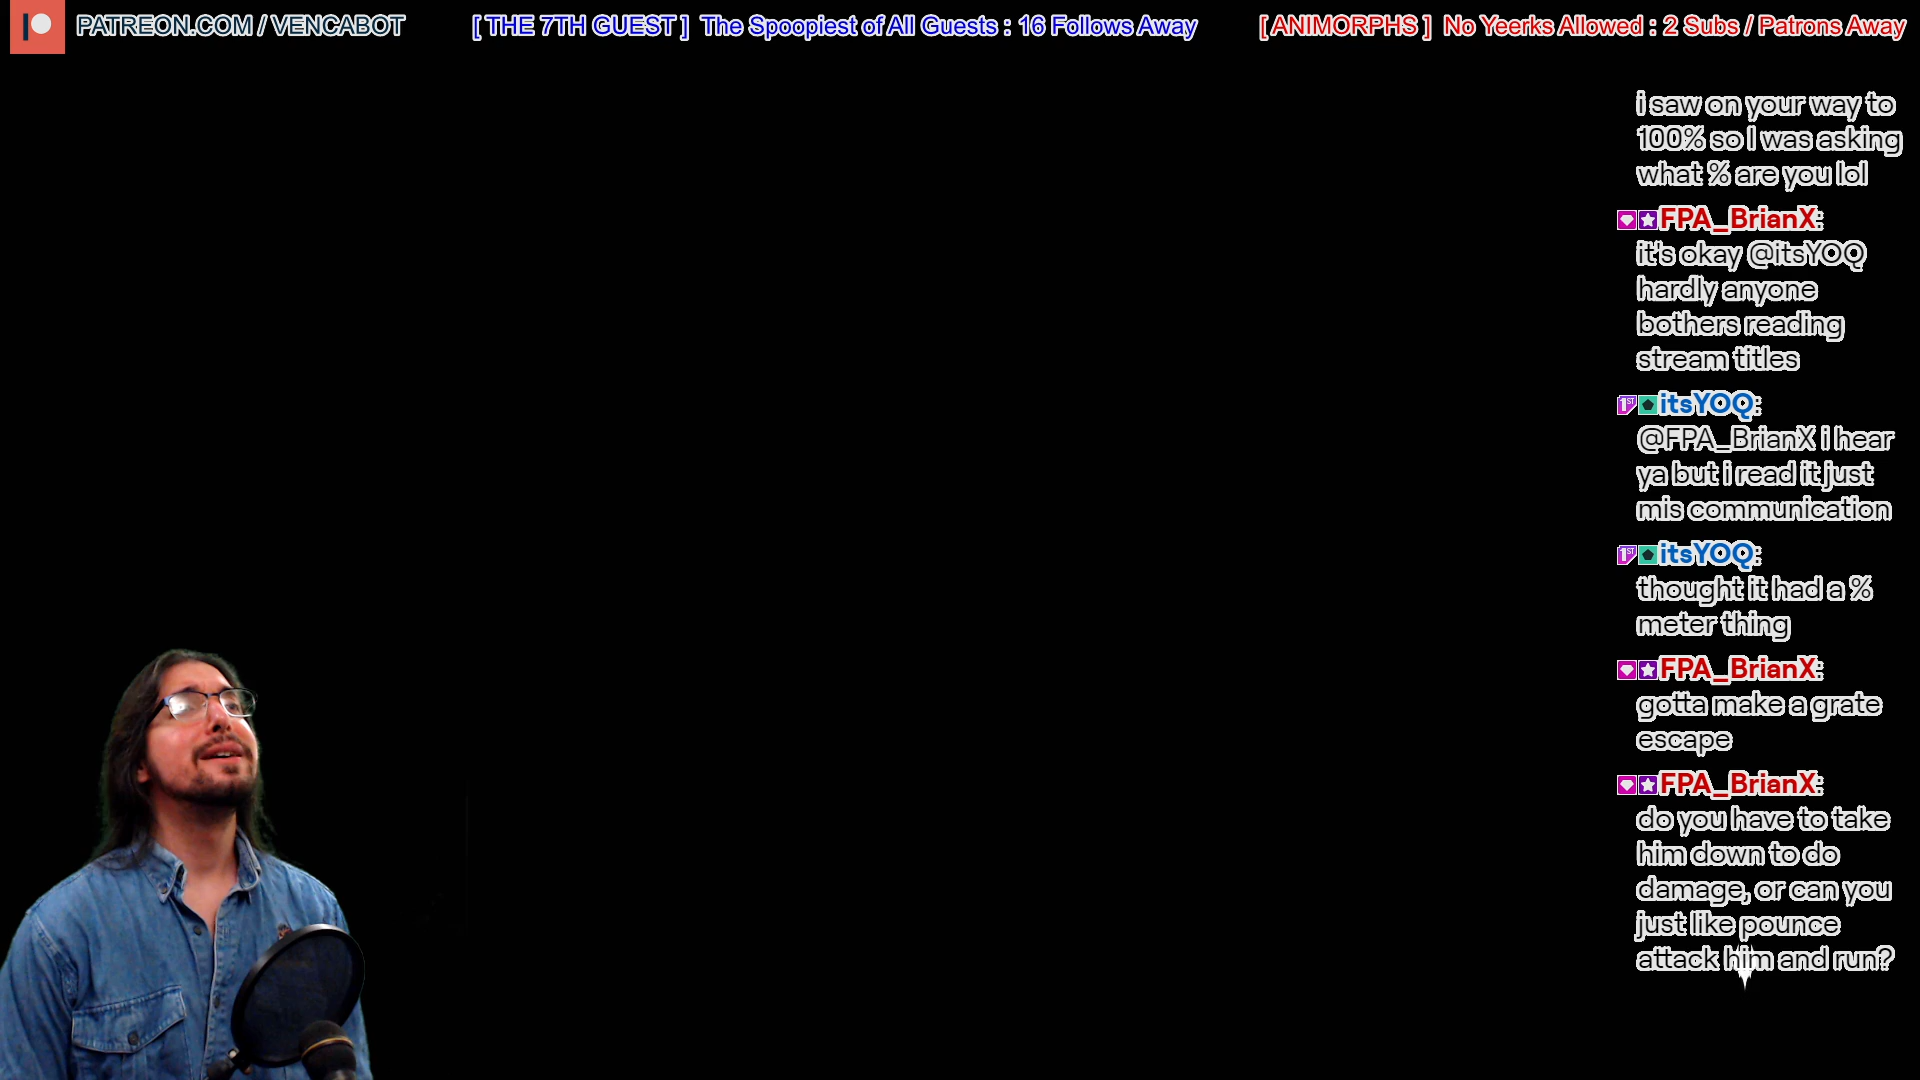 PATREON.COM / VENCABOT
[ THE 7TH GUEST ] The Spoopiest of All Guests : 16 Follows Away
[ ANIMORPHS ] No Yeerks Allowed : 2 Subs / Patrons Away
i saw on your way to
100% so I was asking
what % are you lol
FPA_BrianX:
it's okay @itsYOQ
hardly anyone
bothers reading
stream titles
1ST itsYOQ:
@FPA_BrianX i hear
ya but i read it just
mis communication
1ST itsYOQ:
thought it had a %
meter thing
FPA_BrianX:
gotta make a grate
escape
FPA_BrianX:
do you have to take
him down to do
damage, or can you
just like pounce
attack him and run?